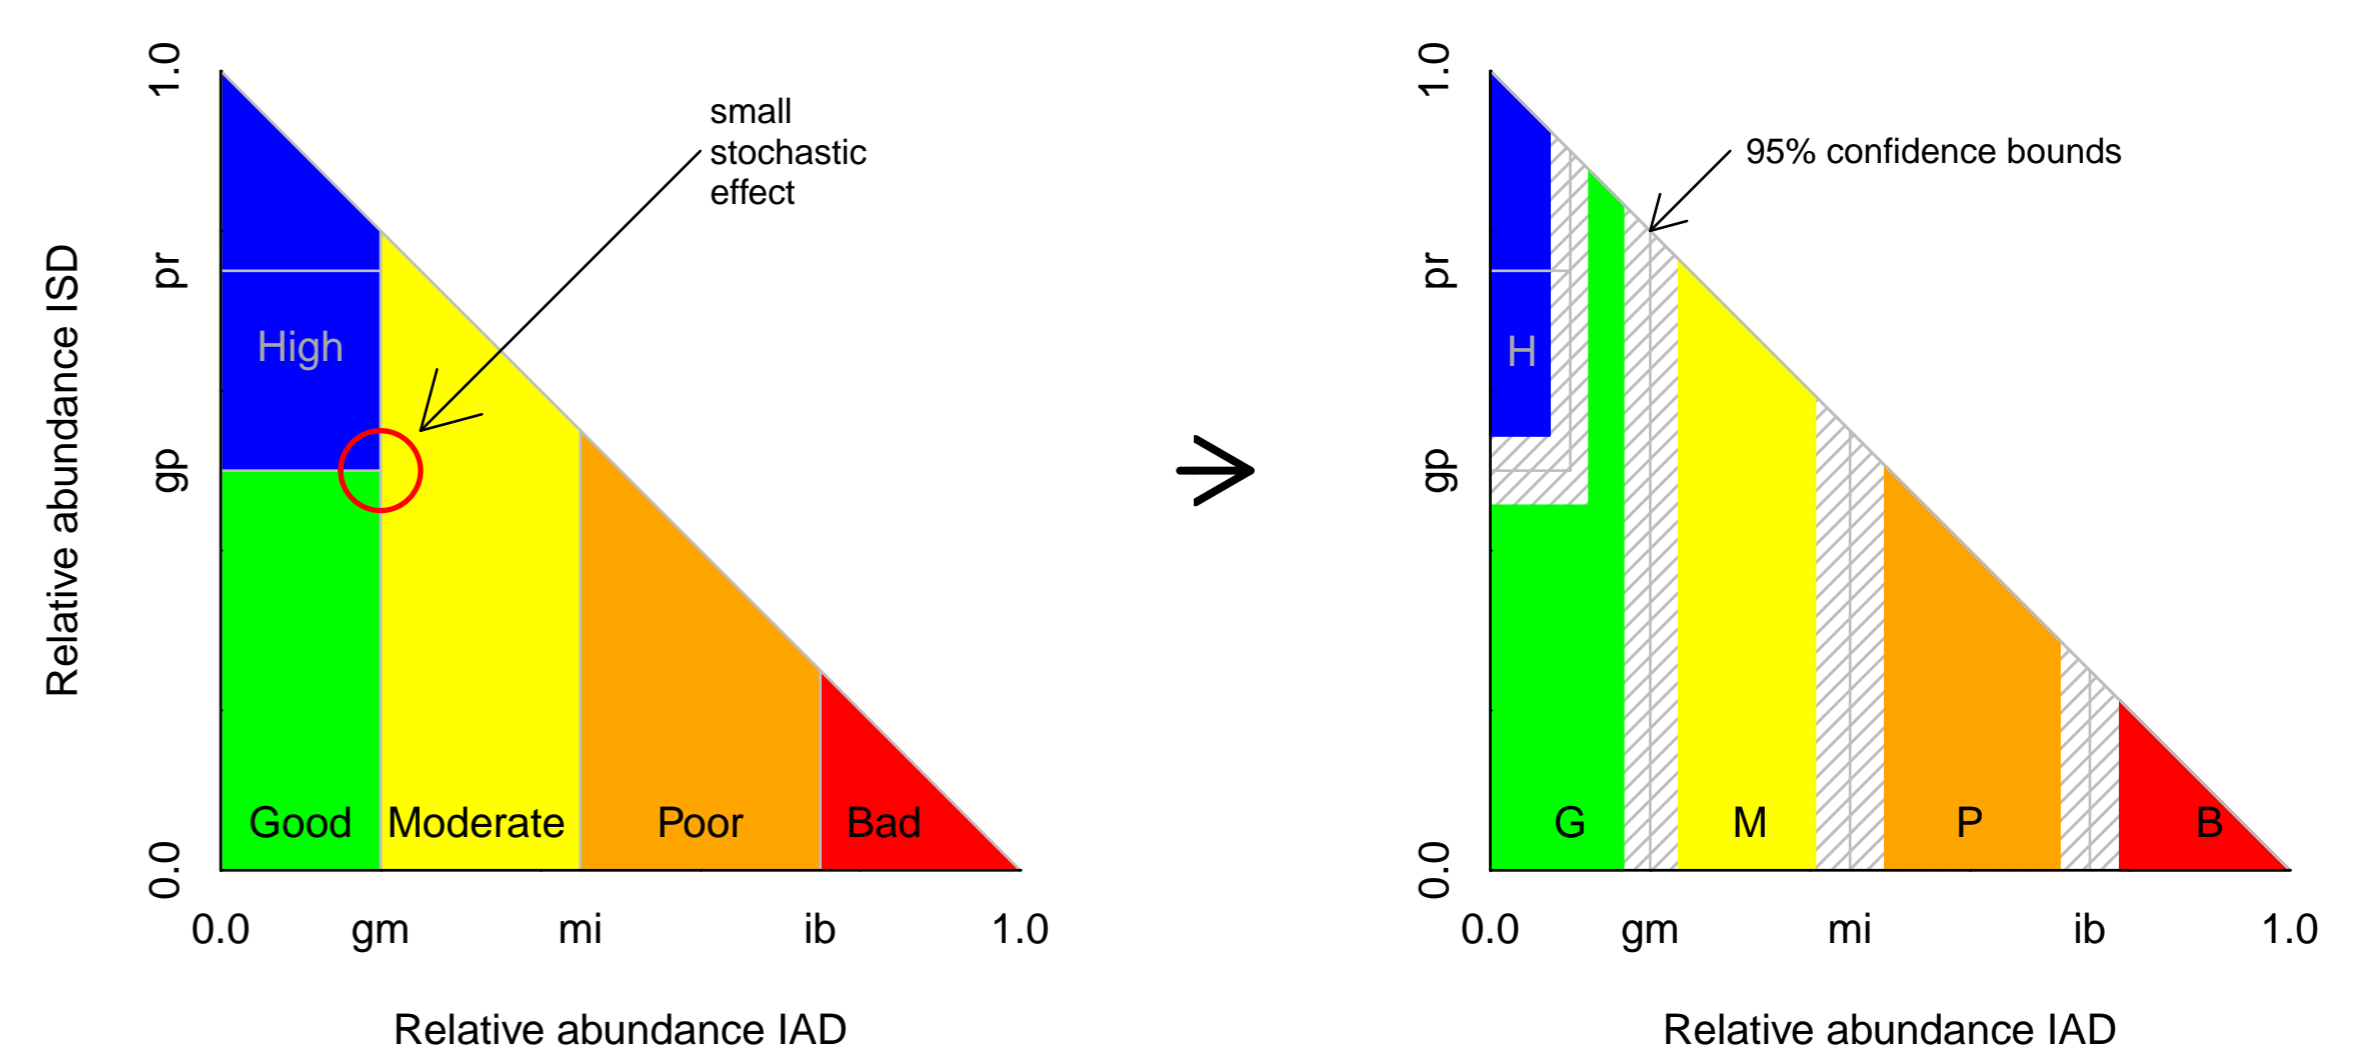 Relative abundance ISD
1.0
pr
gp
0.0
small
stochastic
effect
High
Good
Moderate
Poor
Bad
0.0
gm
mi
ib
1.0
Relative abundance IAD
1.0
pr
gp
0.0
95% confidence bounds
H
G
M
P
B
0.0
gm
mi
ib
1.0
Relative abundance IAD